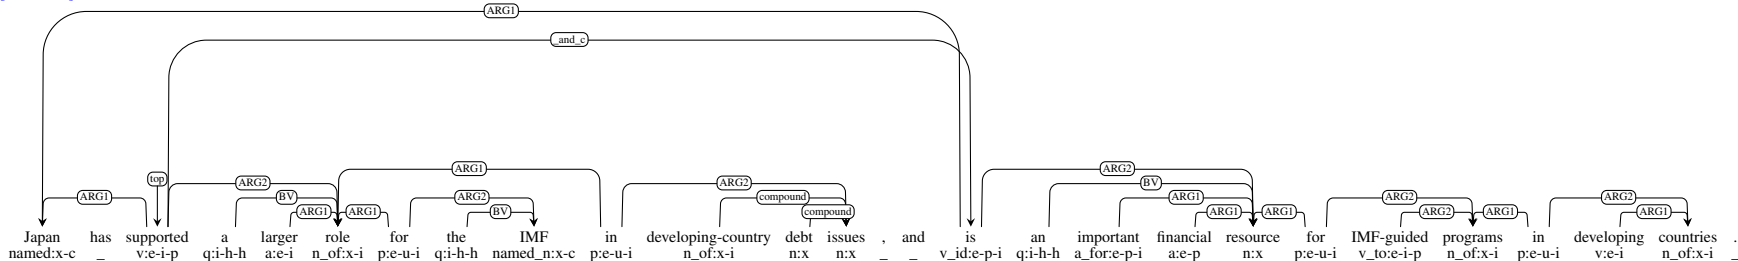 ARG1
_and_c
ARG1 ARG2
top ARG2 ARG2 BV
ARG1 BV ARG2 compound ARG1 ARG2 ARG2
ARG1 ARG1 BV compound ARG1 ARG1 ARG2 ARG1 ARG1
Japan has supported a larger role for the IMF in developing-country debt issues , and is an important financial resource for IMF-guided programs in developing countries .
named:x-c _ v:e-i-p q:i-h-h a:e-i n_of:x-i p:e-u-i q:i-h-h named_n:x-c p:e-u-i n_of:x-i n:x n:x _ _ v_id:e-p-i q:i-h-h a_for:e-p-i a:e-p n:x p:e-u-i v_to:e-i-p n_of:x-i p:e-u-i v:e-i n_of:x-i _